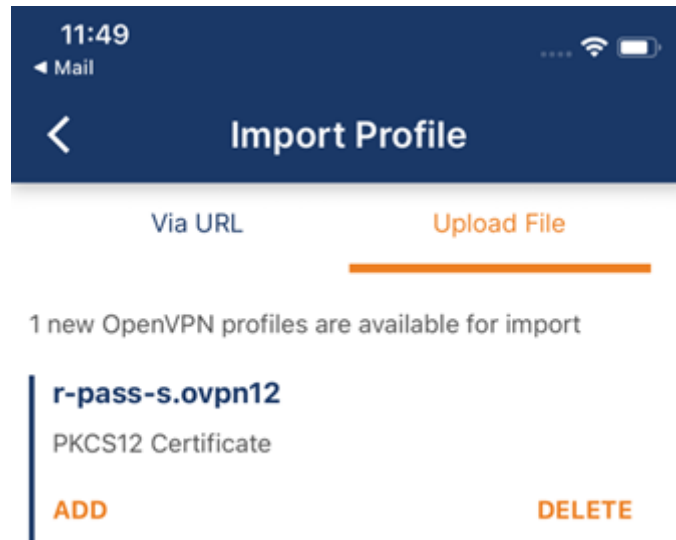 11:49
◀ Mail
Import Profile
Via URL
Upload File
1 new OpenVPN profiles are available for import
r-pass-s.ovpn12
PKCS12 Certificate
ADD
DELETE